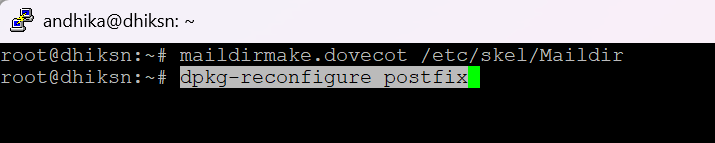 andhika@dhiksn: ~
root@dhiksn:~# maildirmake.dovecot /etc/skel/Maildir
root@dhiksn:~# dpkg-reconfigure postfix